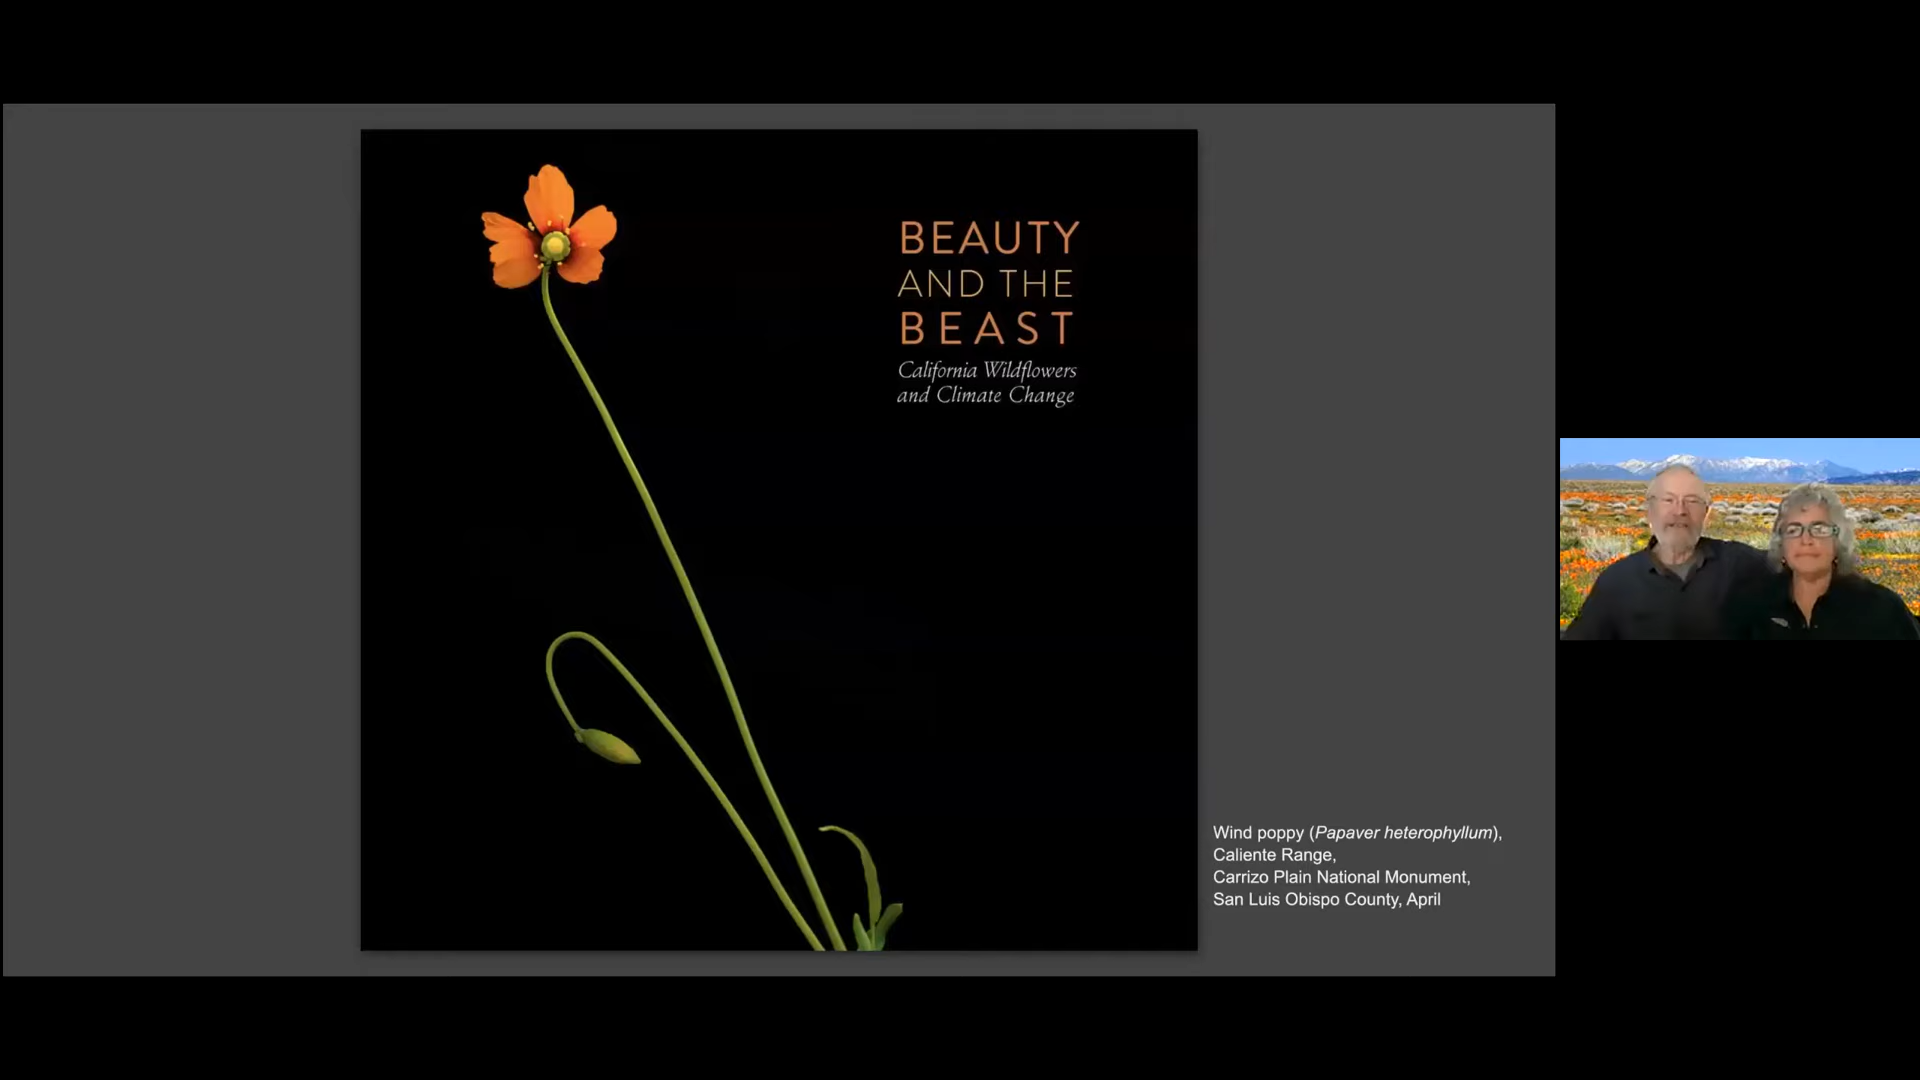 BEAUTY
AND THE
BEAST
California Wildflowers
and Climate Change
Wind poppy (Papaver heterophyllum),
Caliente Range,
Carrizo Plain National Monument,
San Luis Obispo County, April